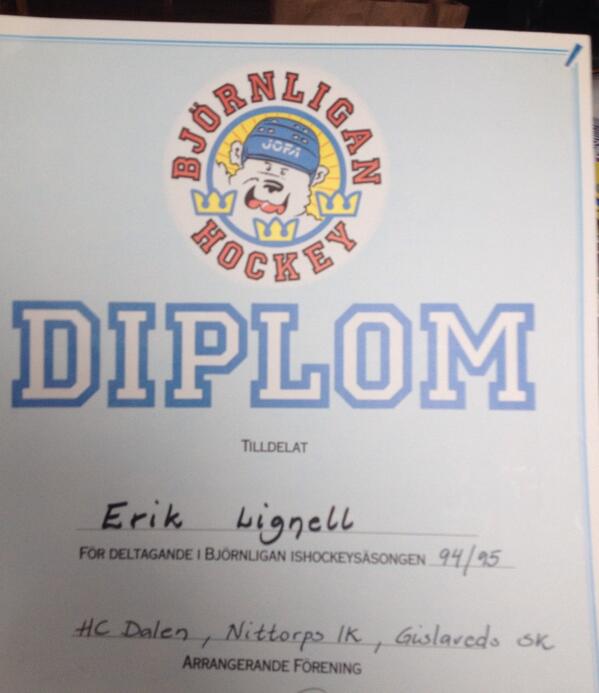 BJÖRNLIGAN
JOFA
HOCKEY
DIPLOM
TILLDELAT
Erik Lignell
FÖR DELTAGANDE I BJÖRNLIGAN ISHOCKEYSÄSONGEN 94/95
HC Dalen, Nittorps IK, Gislaveds SK
ARRANGERANDE FÖRENING